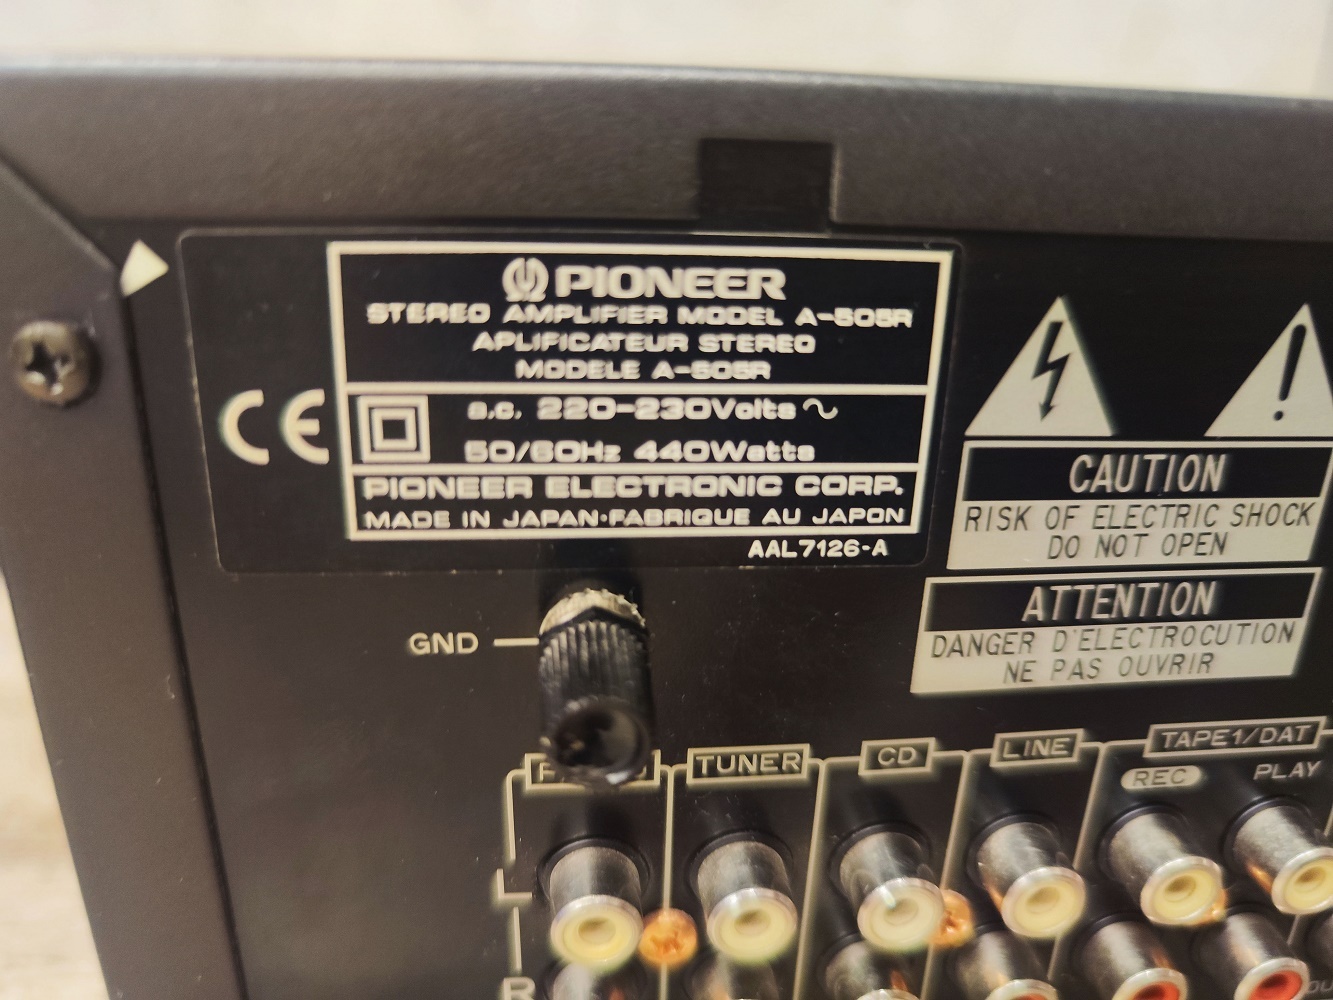 PIONEER
STEREO AMPLIFIER MODEL A-505R
APLIFICATEUR STEREO
MODELE A-505R
CE
a.c. 220-230Volts ~
50/60Hz 440Watts
PIONEER ELECTRONIC CORP.
MADE IN JAPAN·FABRIQUE AU JAPON
AAL7126-A
CAUTION
RISK OF ELECTRIC SHOCK
DO NOT OPEN
ATTENTION
DANGER D'ELECTROCUTION
NE PAS OUVRIR
GND
TUNER
CD
LINE
TAPE1/DAT
REC
PLAY
L
R